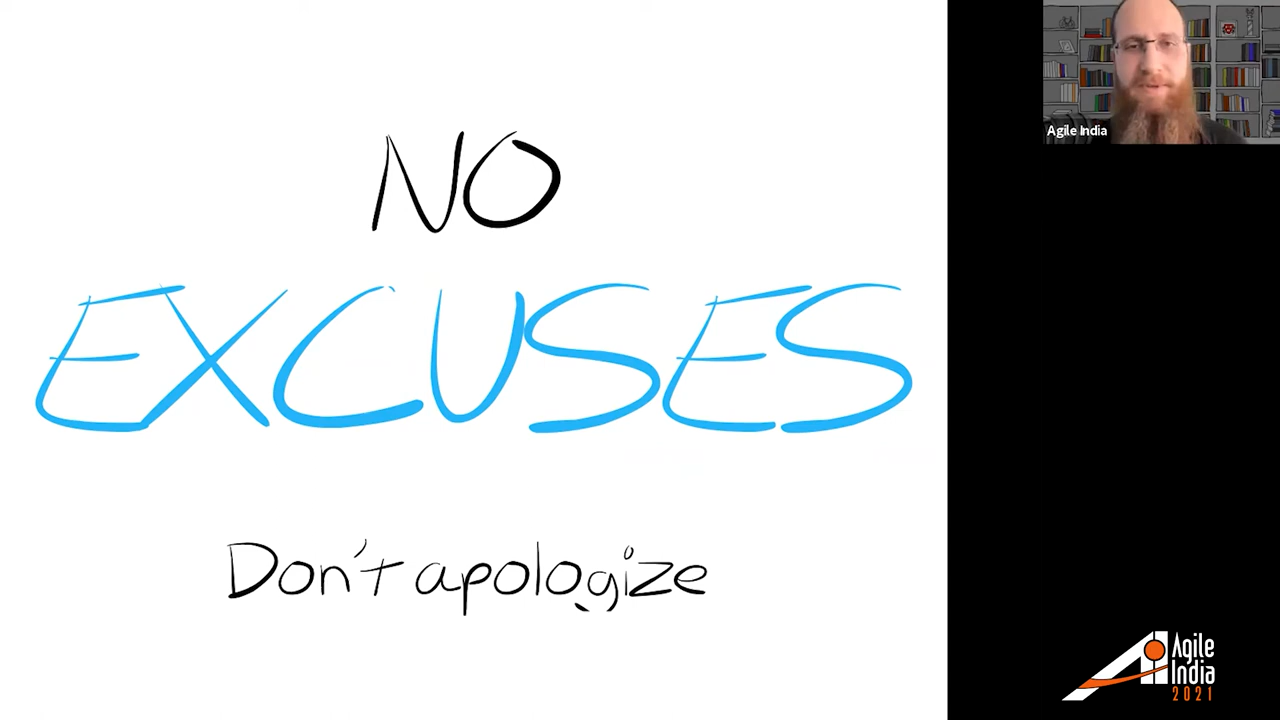 NO
EXCUSES
Don't apologize
Agile India
Agile
India
2021